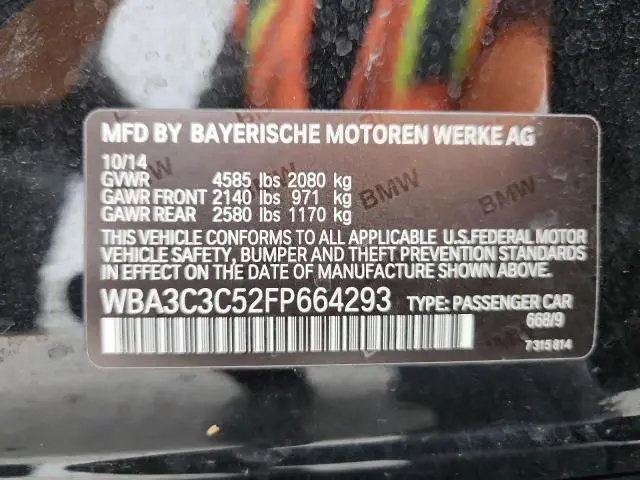 MFD BY BAYERISCHE MOTOREN WERKE AG
10/14
GVWR 4585 lbs 2080 kg
GAWR FRONT 2140 lbs 971 kg
GAWR REAR 2580 lbs 1170 kg
THIS VEHICLE CONFORMS TO ALL APPLICABLE U.S.FEDERAL MOTOR
VEHICLE SAFETY, BUMPER AND THEFT PREVENTION STANDARDS
IN EFFECT ON THE DATE OF MANUFACTURE SHOWN ABOVE.
WBA3C3C52FP664293 TYPE: PASSENGER CAR
668/9
7315814
BMW
BMW